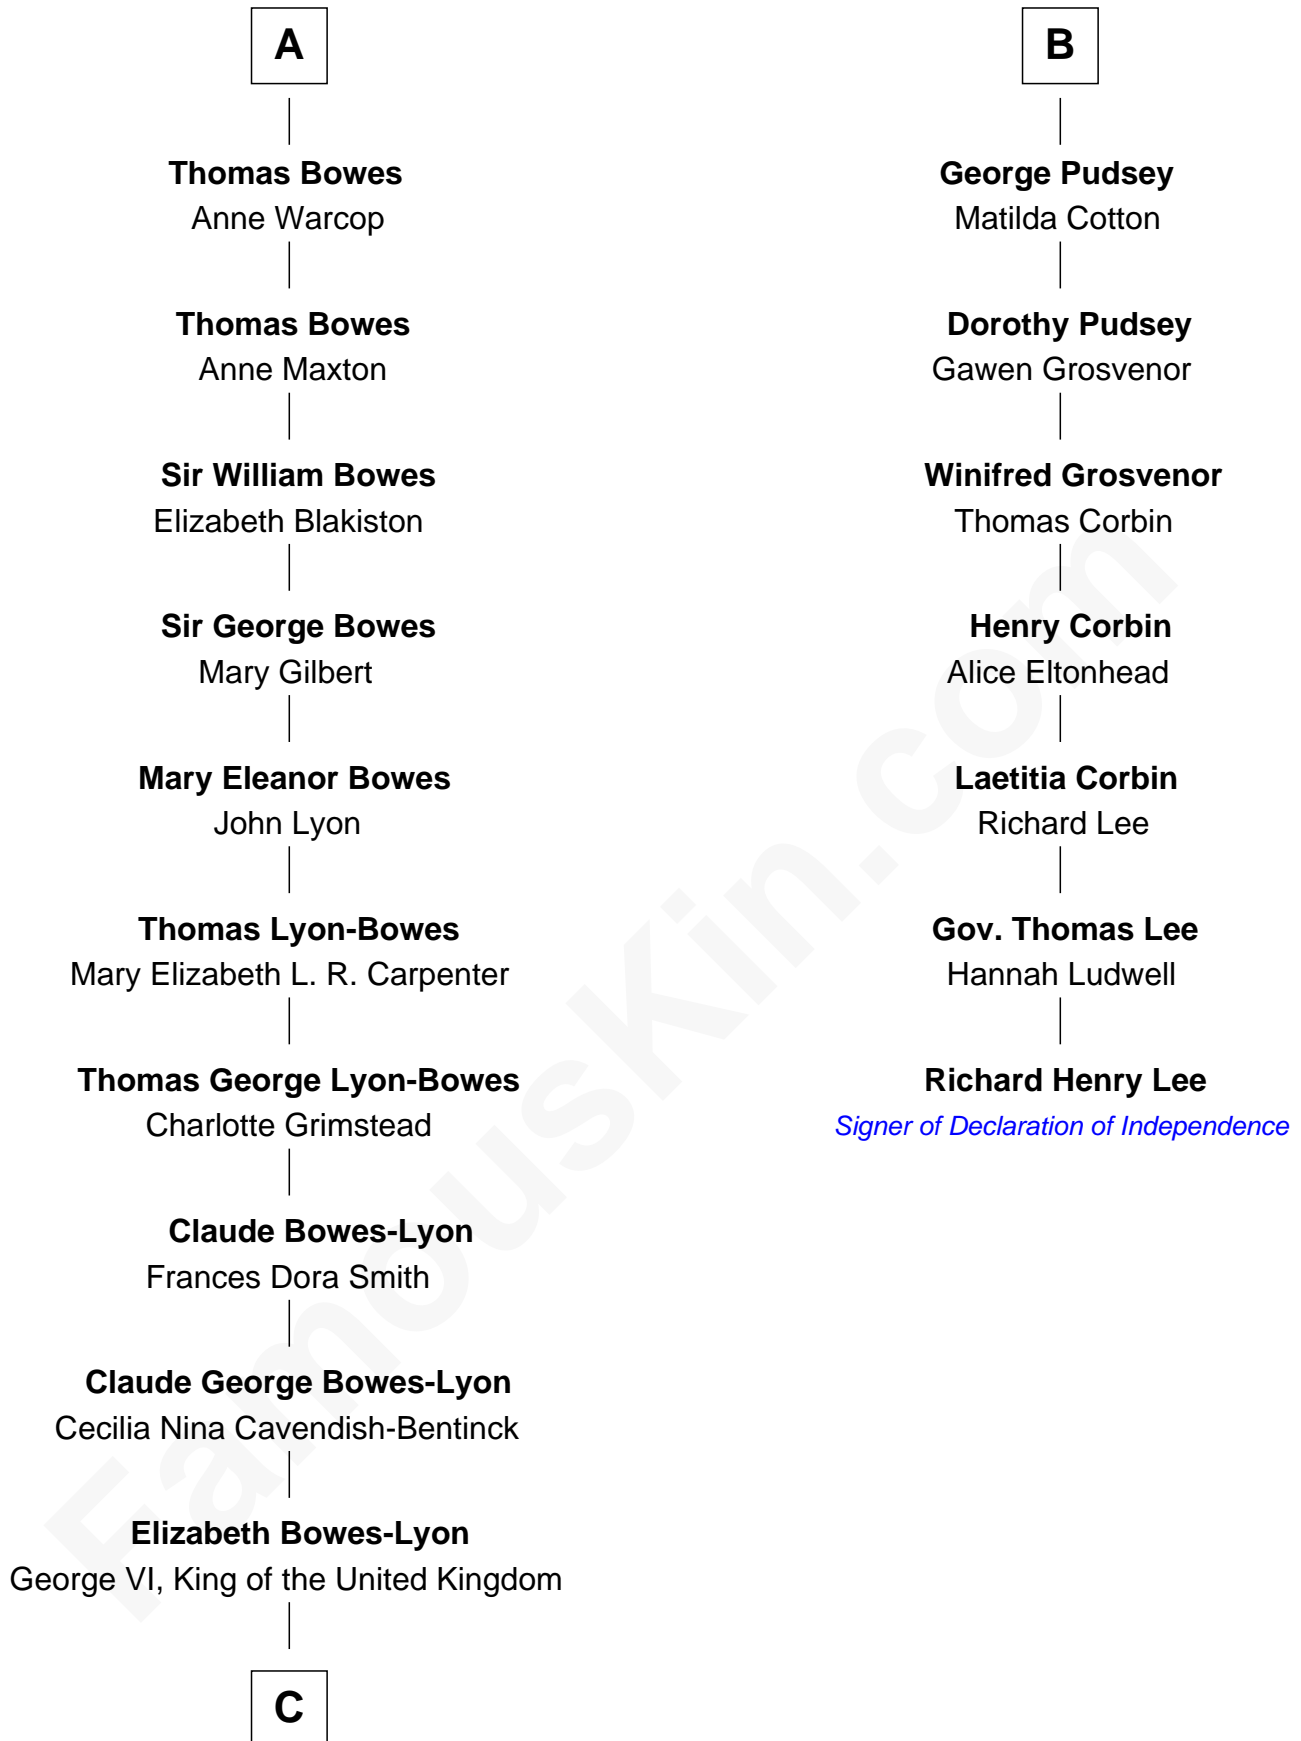 A
Thomas Bowes
Anne Warcop
Thomas Bowes
Anne Maxton
Sir William Bowes
Elizabeth Blakiston
Sir George Bowes
Mary Gilbert
Mary Eleanor Bowes
John Lyon
Thomas Lyon-Bowes
Mary Elizabeth L. R. Carpenter
Thomas George Lyon-Bowes
Charlotte Grimstead
Claude Bowes-Lyon
Frances Dora Smith
Claude George Bowes-Lyon
Cecilia Nina Cavendish-Bentinck
Elizabeth Bowes-Lyon
George VI, King of the United Kingdom
C
B
George Pudsey
Matilda Cotton
Dorothy Pudsey
Gawen Grosvenor
Winifred Grosvenor
Thomas Corbin
Henry Corbin
Alice Eltonhead
Laetitia Corbin
Richard Lee
Gov. Thomas Lee
Hannah Ludwell
Richard Henry Lee
Signer of Declaration of Independence
FamousKin.com